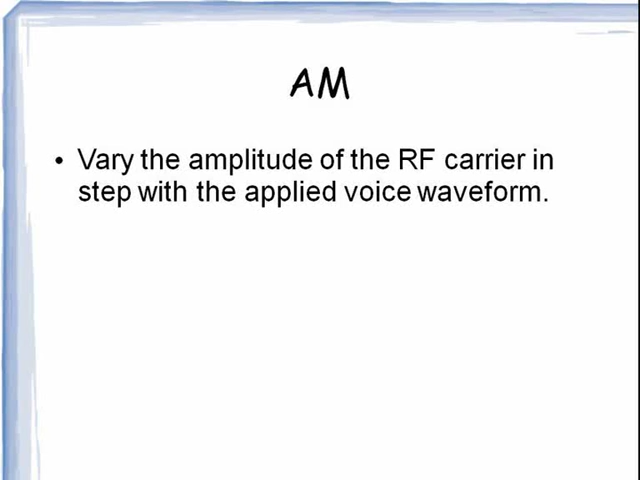 AM
• Vary the amplitude of the RF carrier in
step with the applied voice waveform.